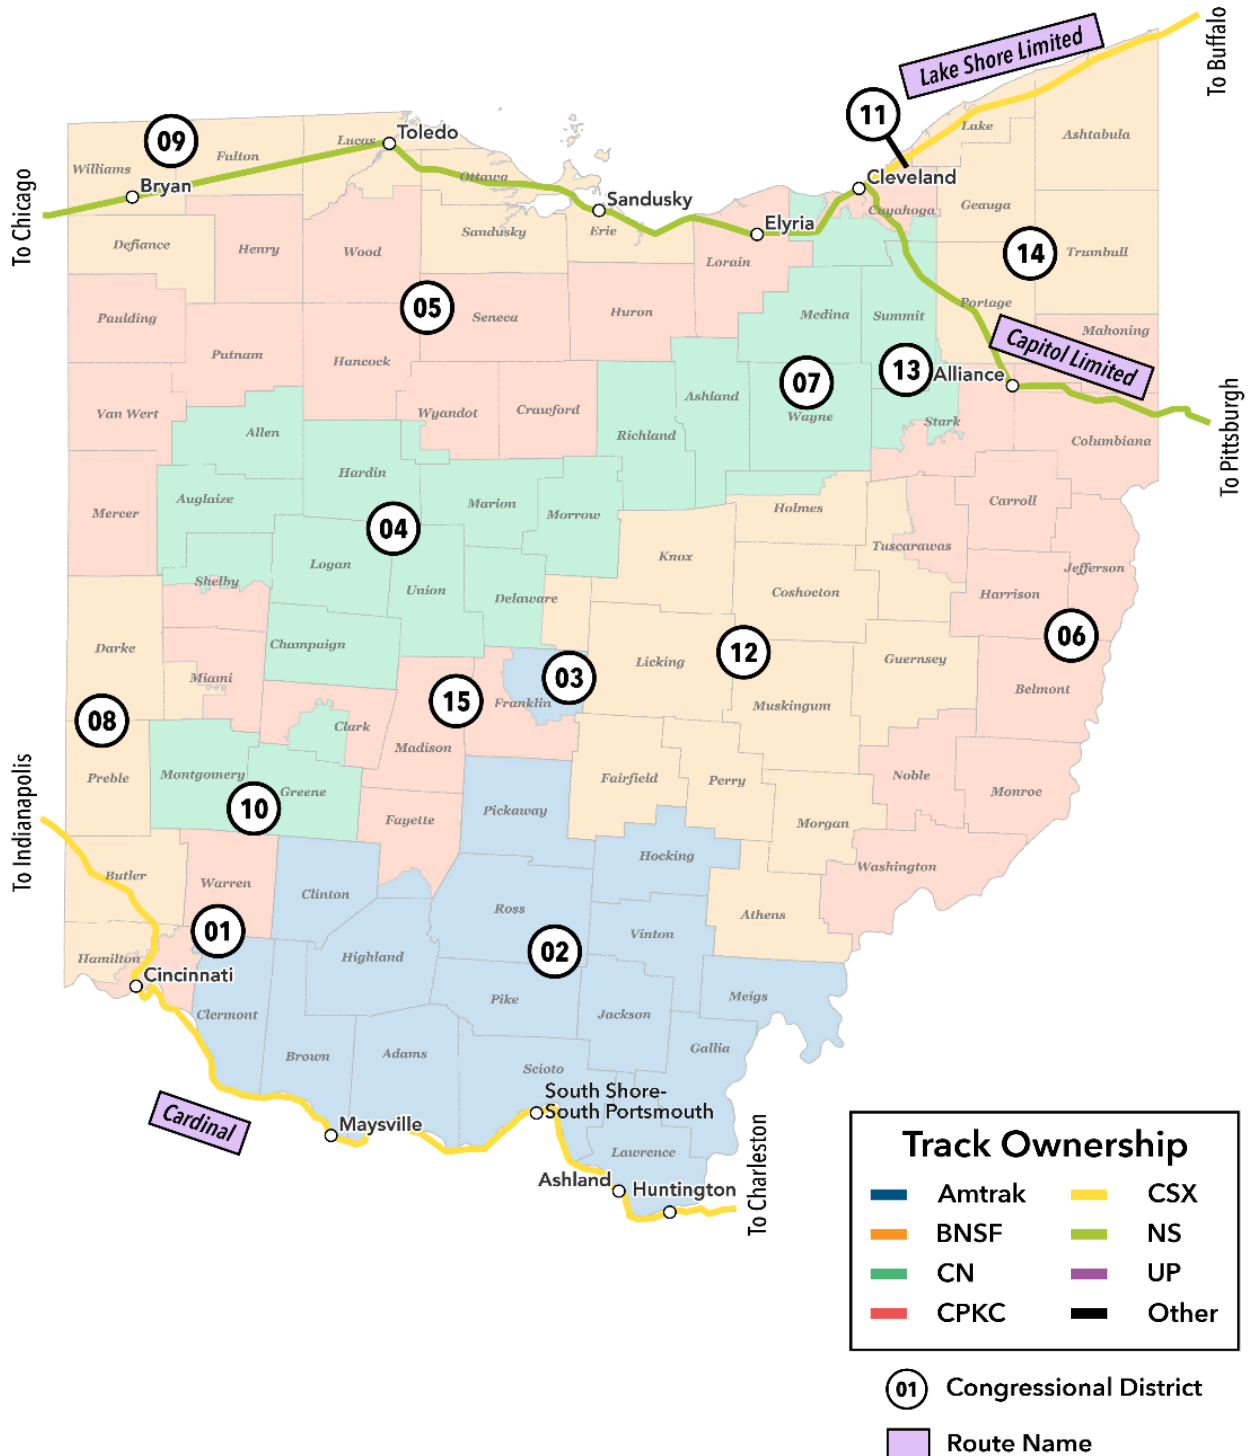 To Buffalo
Lake Shore Limited
11
09
Lucas
Toledo
Lake
Ashtabula
Williams
Fulton
Bryan
Ottawa
Cleveland
Sandusky
Cuyahoga
Geauga
To Chicago
Defiance
Henry
Wood
Sandusky
Erie
Elyria
Lorain
14
Trumbull
05
Paulding
Seneca
Huron
Medina
Summit
Portage
Mahoning
Putnam
Hancock
Capitol Limited
07
13
Alliance
Van Wert
Wyandot
Crawford
Ashland
Wayne
Stark
To Pittsburgh
Allen
Richland
Columbiana
Hardin
Auglaize
Marion
Mercer
Morrow
Holmes
Carroll
04
Knox
Tuscarawas
Logan
Shelby
Union
Delaware
Coshocton
Jefferson
Harrison
Darke
Champaign
12
06
Licking
Guernsey
Miami
03
15
Franklin
Muskingum
Belmont
08
Clark
Madison
Preble
Montgomery
Greene
Fairfield
Perry
Noble
Monroe
10
Pickaway
Fayette
Morgan
To Indianapolis
Hocking
Butler
Warren
Clinton
Washington
Ross
Athens
01
Vinton
02
Hamilton
Highland
Cincinnati
Pike
Meigs
Clermont
Jackson
Brown
Adams
Gallia
Scioto
South Shore-
South Portsmouth
Cardinal
Maysville
Lawrence
Ashland
Huntington
To Charleston
Track Ownership
Amtrak
CSX
BNSF
NS
CN
UP
CPKC
Other
01
Congressional District
Route Name